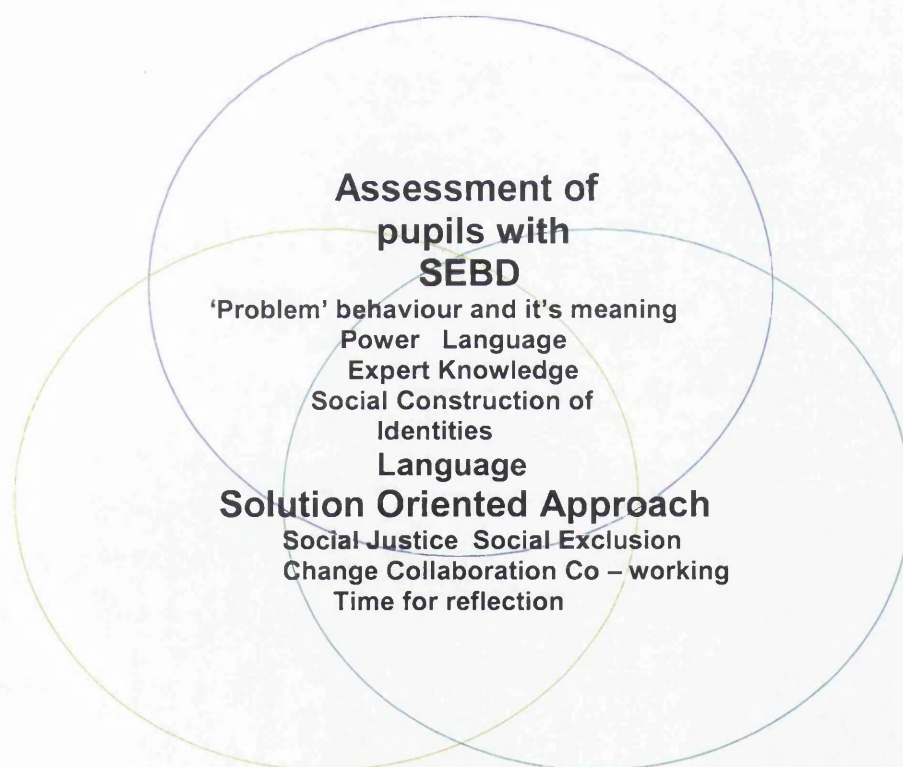 Assessment of
pupils with
SEBD
‘Problem’ behaviour and it's meaning
Power Language
Expert Knowledge
Social Construction of
Identities
Language
Solution Oriented Approach
Social Justice Social Exclusion
Change Collaboration Co – working
Time for reflection